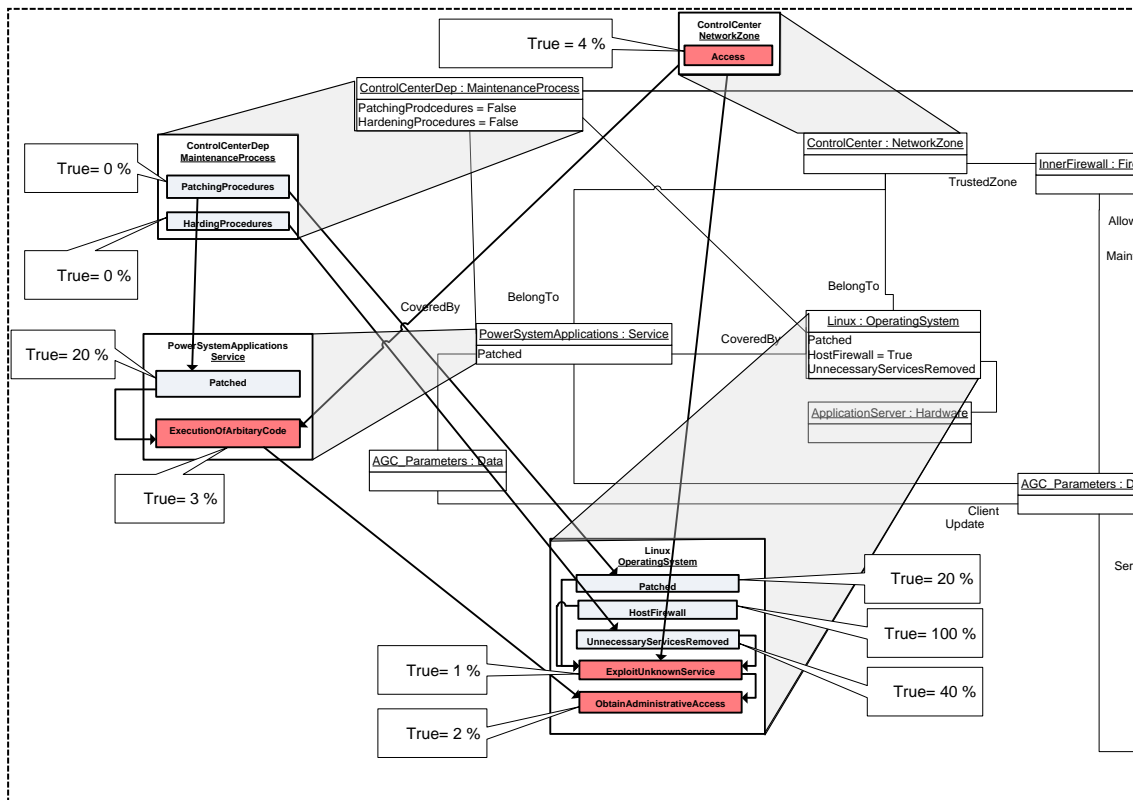 ControlCenter
NetworkZone
Access
True = 4 %
ControlCenterDep : MaintenanceProcess
PatchingProdcedures = False
HardeningProcedures = False
ControlCenterDep
MaintenanceProcess
PatchingProcedures
HardingProcedures
True= 0 %
True= 0 %
ControlCenter : NetworkZone
TrustedZone
InnerFirewall : Fire
Allow
Main
CoveredBy
BelongTo
BelongTo
CoveredBy
PowerSystemApplications : Service
Patched
Linux : OperatingSystem
Patched
HostFirewall = True
UnnecessaryServicesRemoved
ApplicationServer : Hardware
True= 20 %
PowerSystemApplications
Service
Patched
ExecutionOfArbitaryCode
True= 3 %
AGC_Parameters : Data
AGC_Parameters : D
Client
Update
Ser
Linux
OperatingSystem
Patched
HostFirewall
UnnecessaryServicesRemoved
ExploitUnknownService
ObtainAdministrativeAccess
True= 20 %
True= 100 %
True= 40 %
True= 1 %
True= 2 %